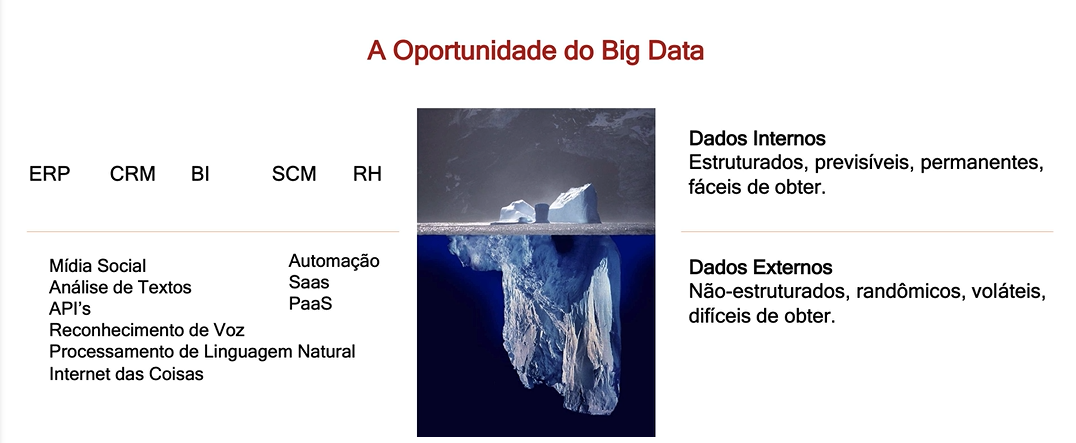 A Oportunidade do Big Data
ERP CRM BI SCM RH
Dados Internos
Estruturados, previsíveis, permanentes,
fáceis de obter.
Mídia Social
Análise de Textos
API's
Reconhecimento de Voz
Processamento de Linguagem Natural
Internet das Coisas
Automação
Saas
PaaS
Dados Externos
Não-estruturados, randômicos, voláteis,
difíceis de obter.